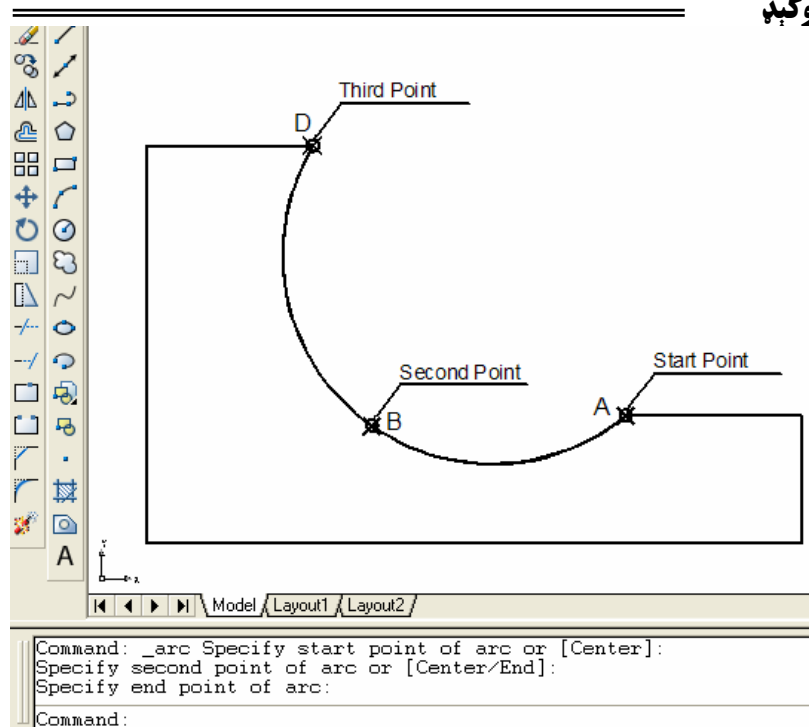 Third Point
D
Second Point
B
Start Point
A
A
Y
x
Model Layout1 Layout2
Command: _arc Specify start point of arc or [Center]:
Specify second point of arc or [Center/End]:
Specify end point of arc:
Command: